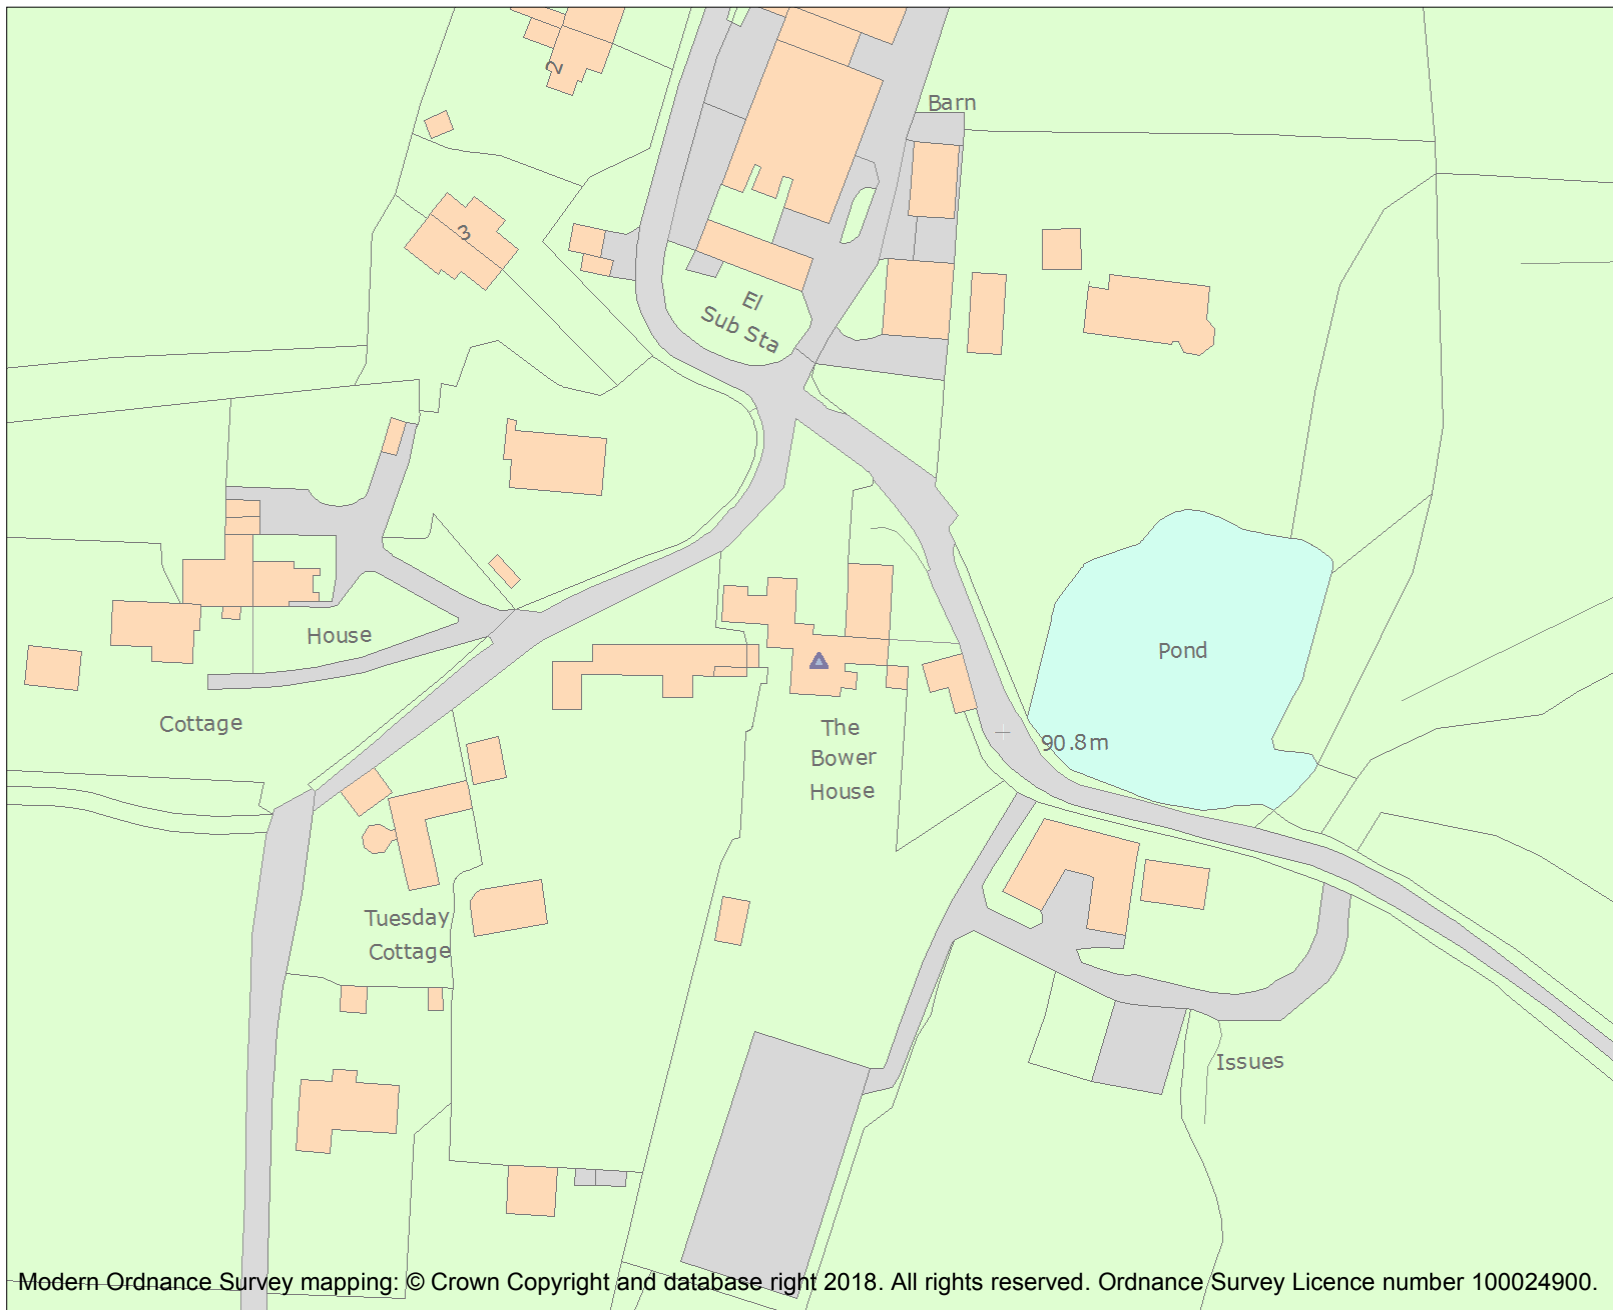 2
Barn
3
El
Sub Sta
House
Pond
Cottage
The
Bower
House
90.8m
Tuesday
Cottage
Issues
Modern Ordnance Survey mapping: © Crown Copyright and database right 2018. All rights reserved. Ordnance Survey Licence number 100024900.